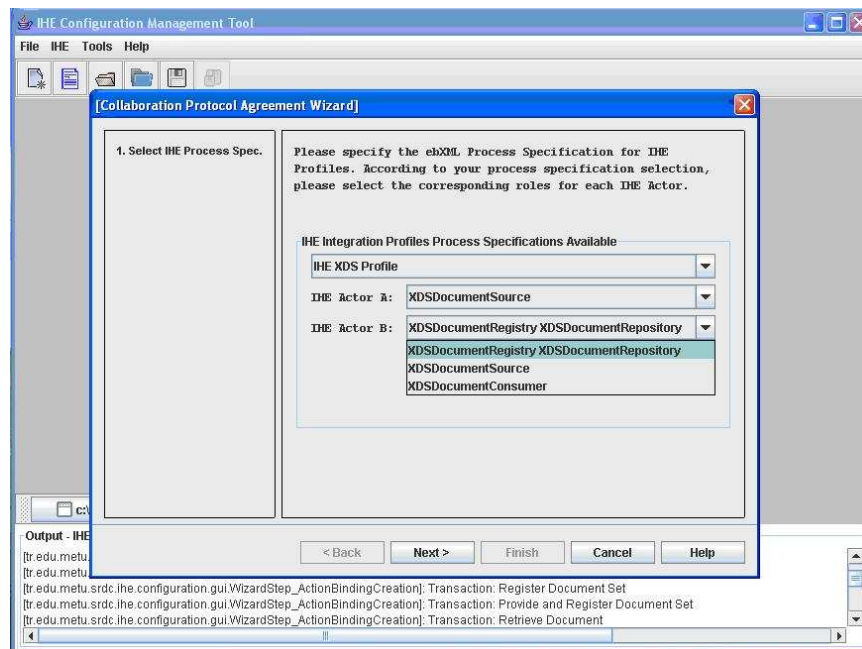 IHE Configuration Management Tool
File IHE Tools Help
[Collaboration Protocol Agreement Wizard]
1. Select IHE Process Spec.
Please specify the ebXML Process Specification for IHE
Profiles. According to your process specification selection,
please select the corresponding roles for each IHE Actor.
IHE Integration Profiles Process Specifications Available
IHE XDS Profile
IHE Actor A: XDSDocumentSource
IHE Actor B: XDSDocumentRegistry XDSDocumentRepository
XDSDocumentRegistry XDSDocumentRepository
XDSDocumentSource
XDSDocumentConsumer
c:\
Output - IHE
< Back Next > Finish Cancel Help
[tr.edu.metu.
[tr.edu.metu.
[tr.edu.metu.srdc.ihe.configuration.gui.WizardStep_ActionBindingCreation]: Transaction: Register Document Set
[tr.edu.metu.srdc.ihe.configuration.gui.WizardStep_ActionBindingCreation]: Transaction: Provide and Register Document Set
[tr.edu.metu.srdc.ihe.configuration.gui.WizardStep_ActionBindingCreation]: Transaction: Retrieve Document